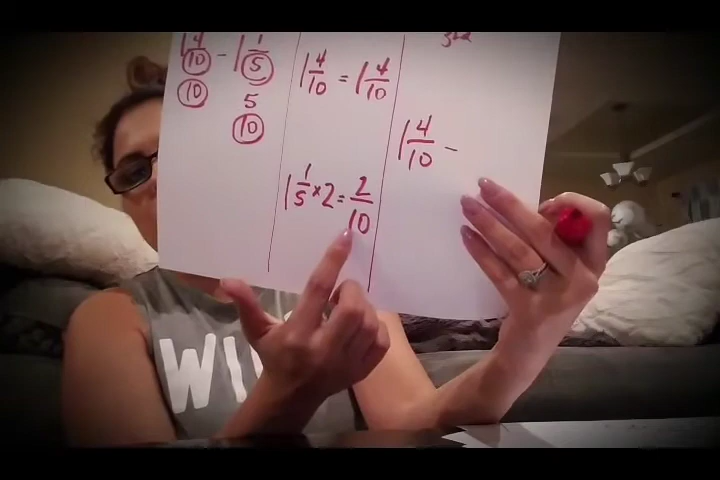 1 4/10 - 1 1/5
10 5
10
1 4/10 = 1 4/10
1 1/5 × 2 = 2/10
1 4/10 -
WI